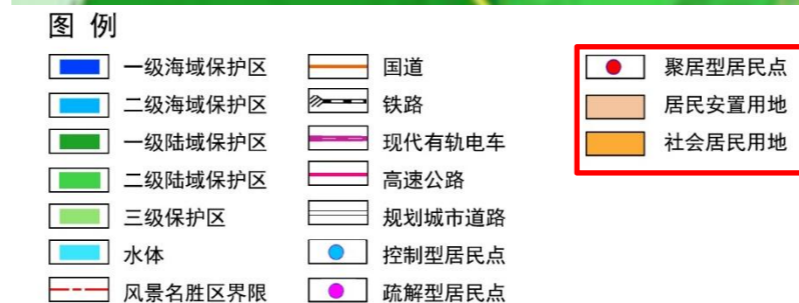 图 例
一级海域保护区
二级海域保护区
一级陆域保护区
二级陆域保护区
三级保护区
水体
风景名胜区界限
国道
铁路
现代有轨电车
高速公路
规划城市道路
控制型居民点
疏解型居民点
聚居型居民点
居民安置用地
社会居民用地